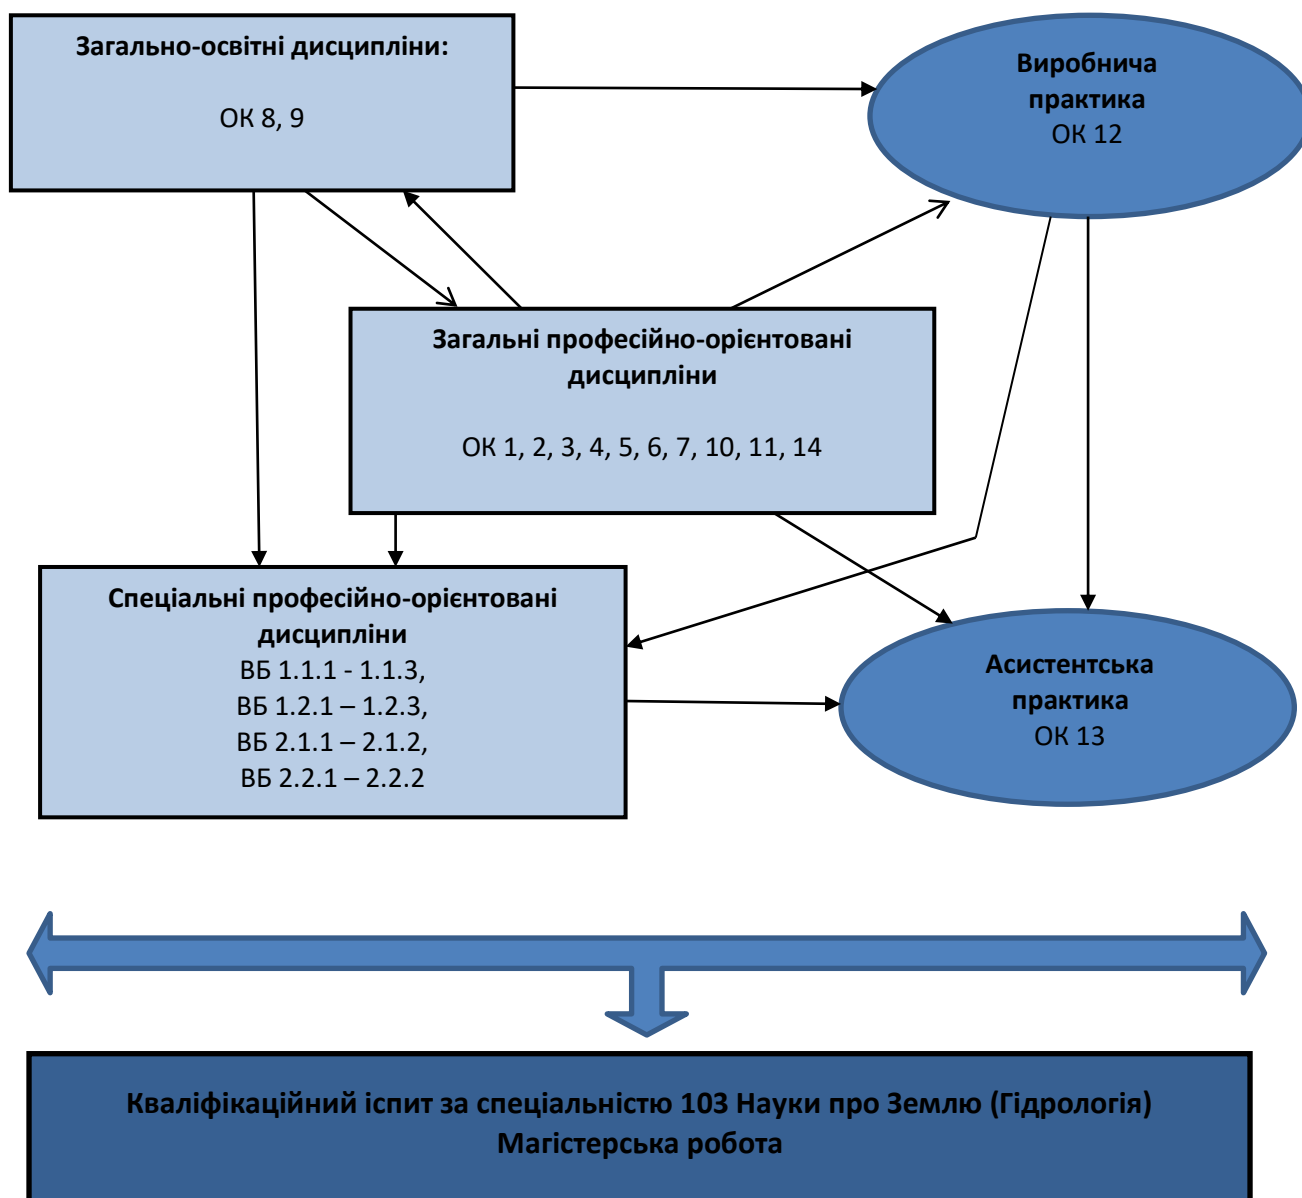 Загально-освітні дисципліни:
ОК 8, 9
Виробнича
практика
ОК 12
Загальні професійно-орієнтовані
дисципліни
ОК 1, 2, 3, 4, 5, 6, 7, 10, 11, 14
Спеціальні професійно-орієнтовані
дисципліни
ВБ 1.1.1 - 1.1.3,
ВБ 1.2.1 – 1.2.3,
ВБ 2.1.1 – 2.1.2,
ВБ 2.2.1 – 2.2.2
Асистентська
практика
ОК 13
Кваліфікаційний іспит за спеціальністю 103 Науки про Землю (Гідрологія)
Магістерська робота